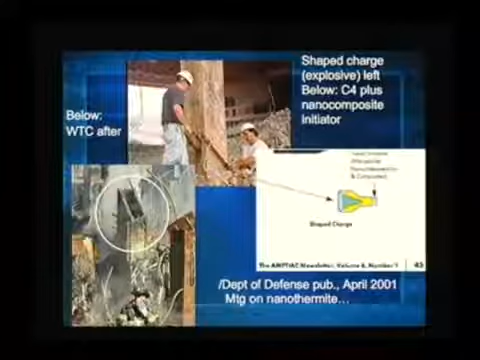 Shaped charge
(explosive) left
Below: C4 plus
nanocomposite
initiator
Below:
WTC after
& Composited
Shaped Charge
The AMPTIAC Newsletter, Volume 6, Number 1
43
/Dept of Defense pub., April 2001
Mtg on nanothermite...